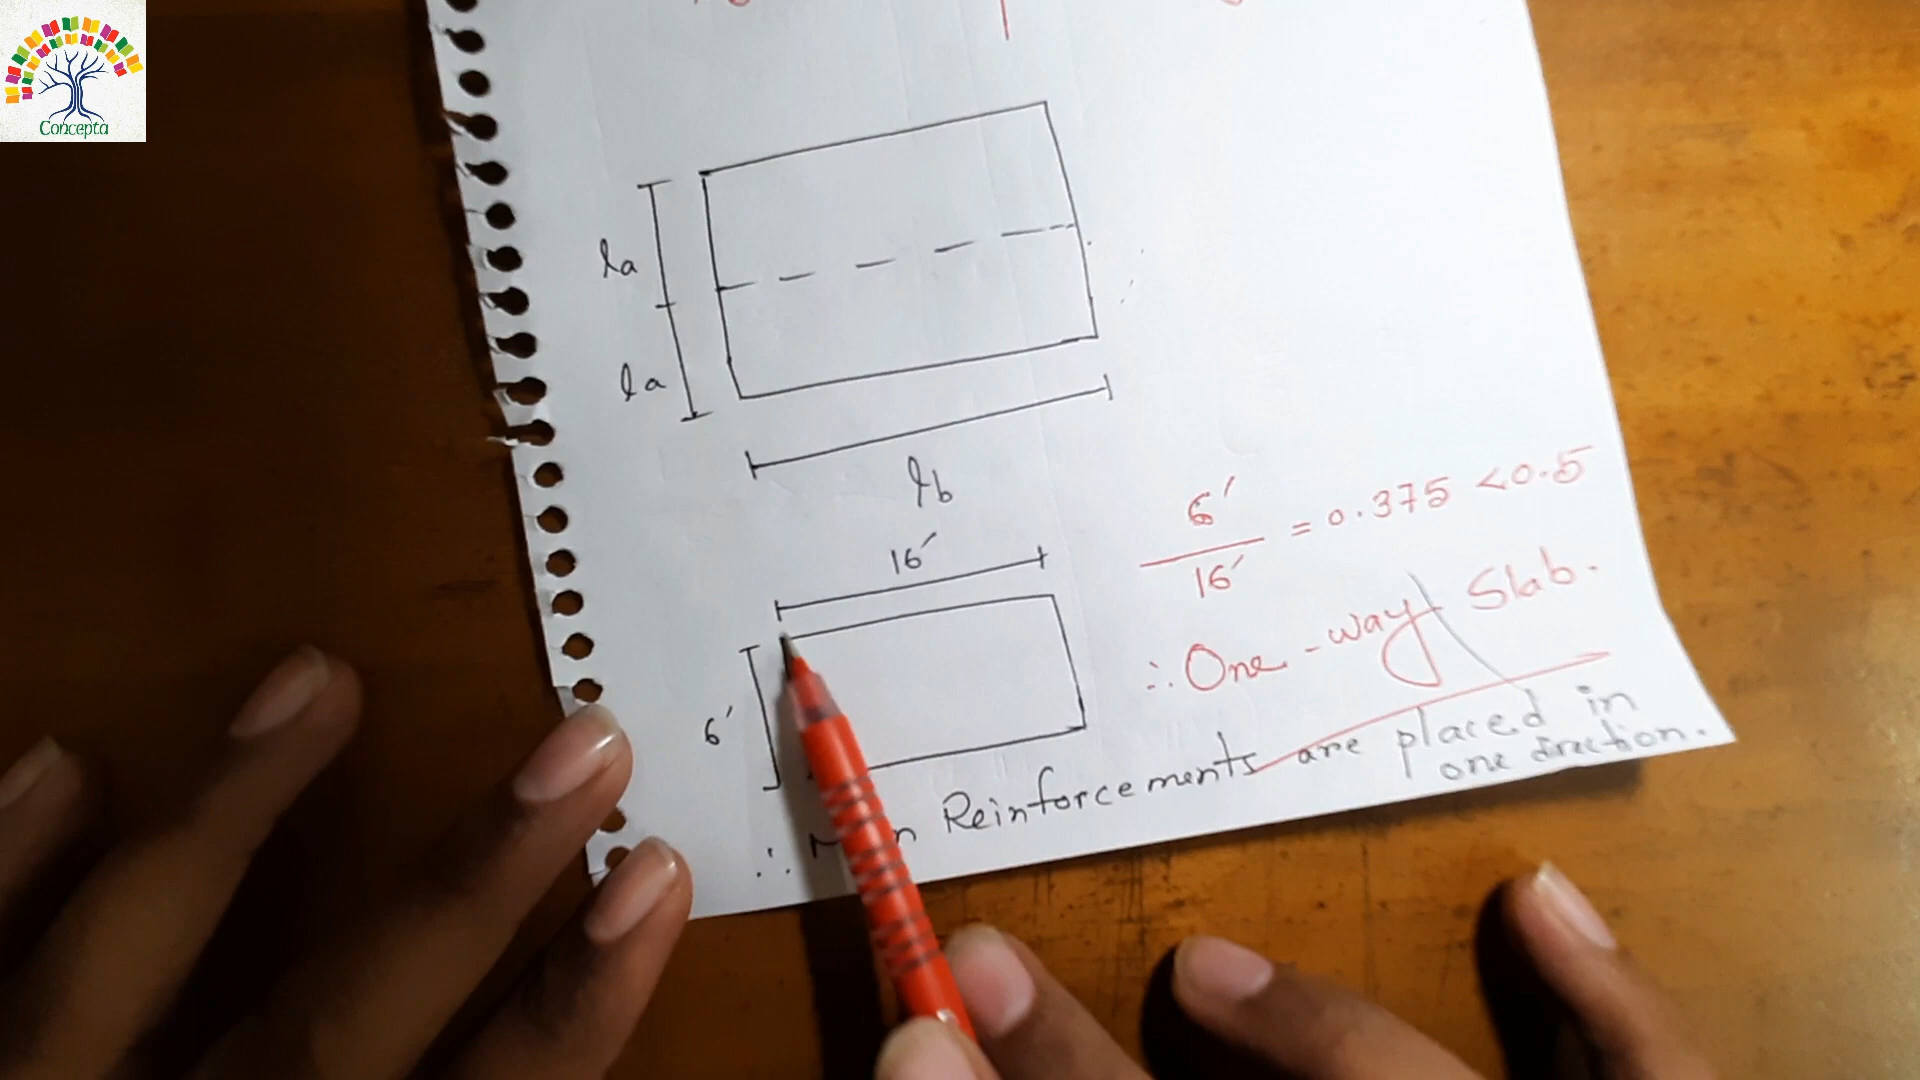 Concepta
la
la
lb
16′
6′
6′
16′
= 0.375 < 0.5
∴ One-way Slab.
∴ Reinforcements are placed in
one direction.